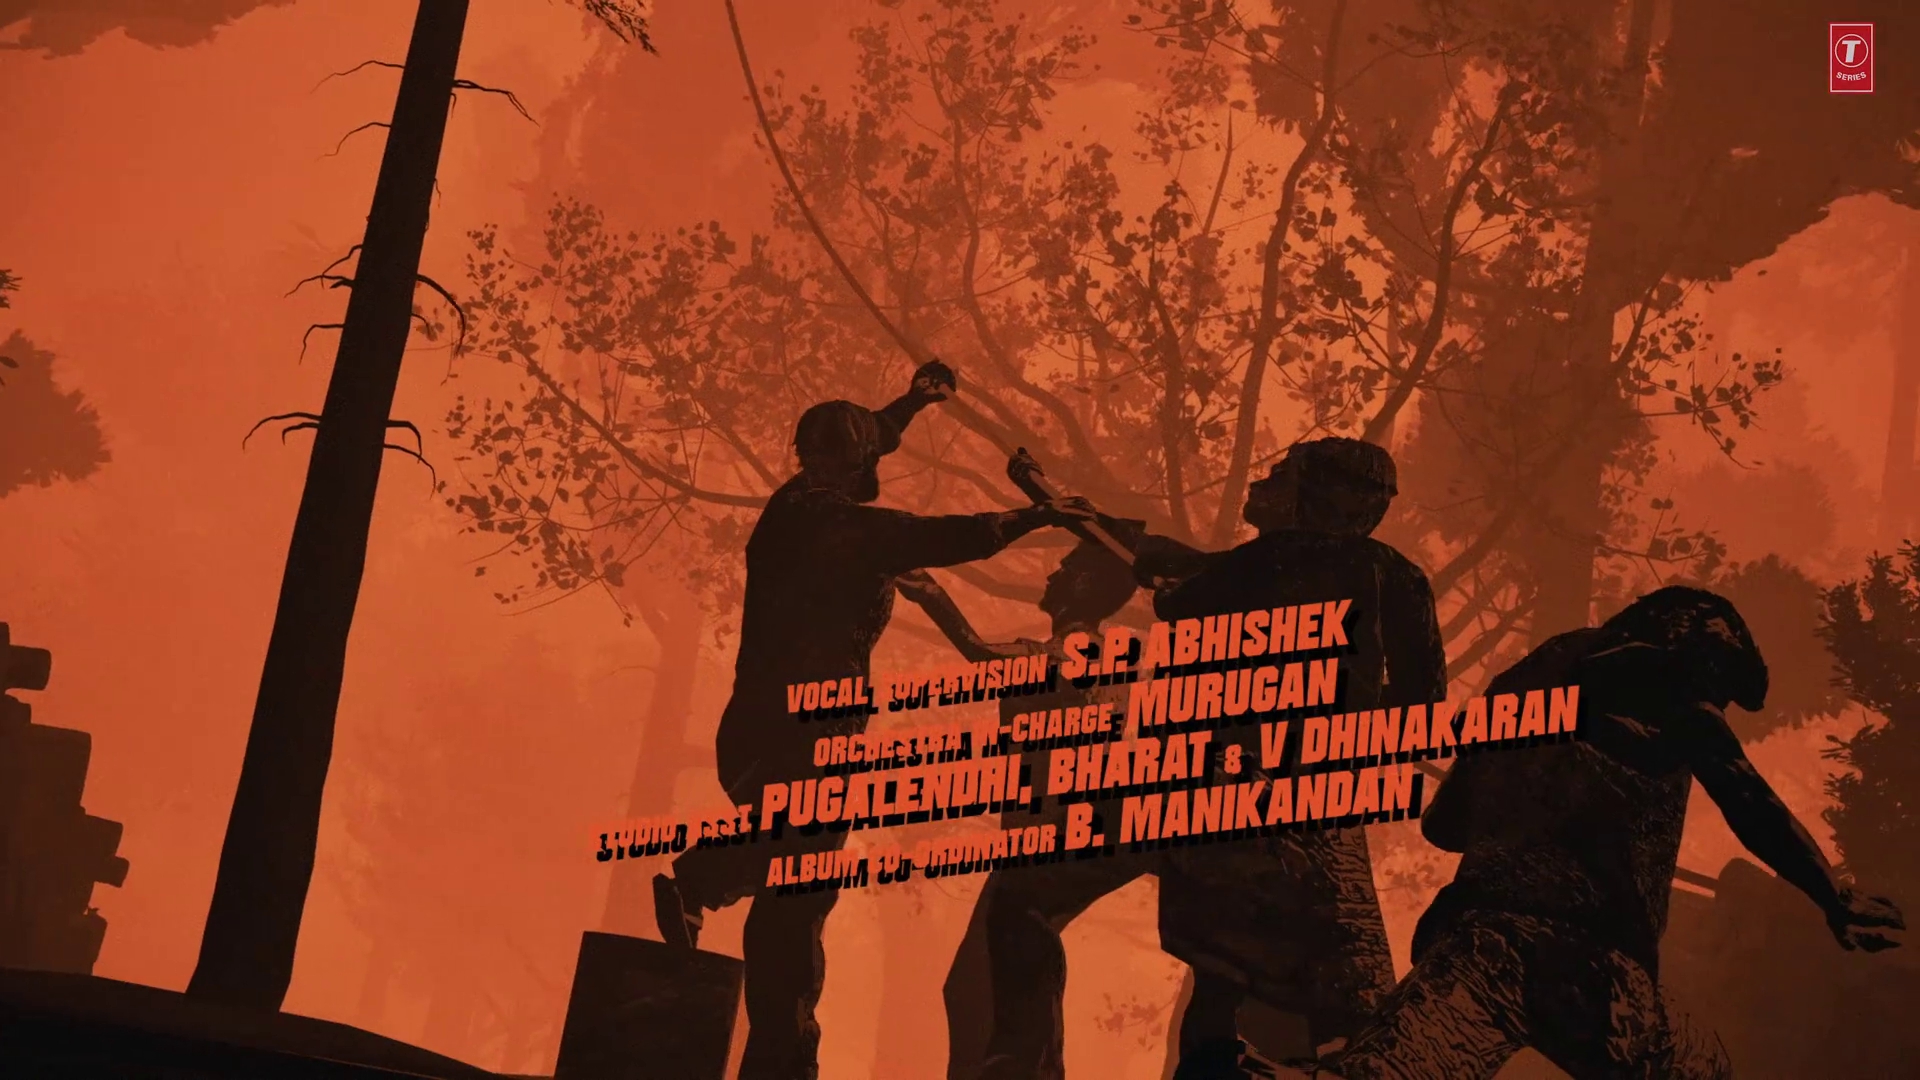 T
SERIES
VOCAL SUPERVISION S.P. ABHISHEK
ORCHESTRA IN-CHARGE MURUGAN
STUDIO ASST PUGALENDHI, BHARAT & V DHINAKARAN
ALBUM CO-ORDINATOR B. MANIKANDAN